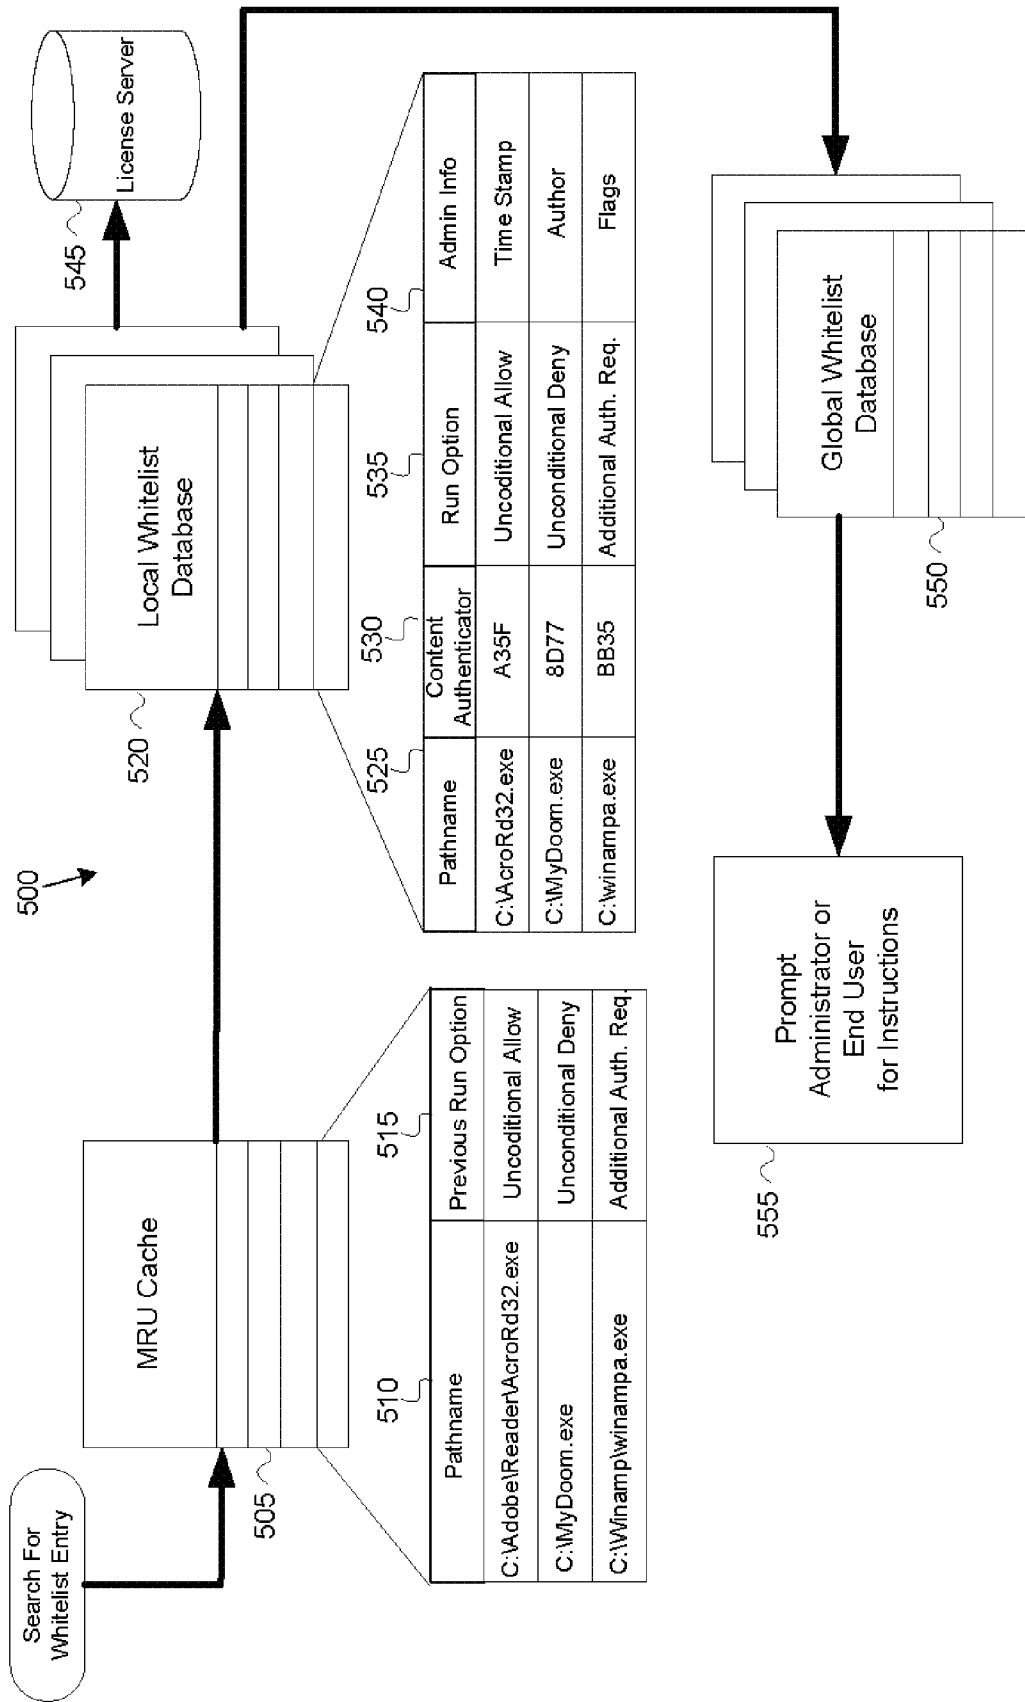 500
Search For
Whitelist Entry
MRU Cache
505
Local Whitelist
Database
520
License Server
545
510
515
Pathname
Previous Run Option
C:\Adobe\Reader\AcroRd32.exe
Uncoditional Allow
C:\MyDoom.exe
Unconditional Deny
C:\Winamp\winampa.exe
Additional Auth. Req.
525
530
535
540
Pathname
Content
Authenticator
Run Option
Admin Info
C:\AcroRd32.exe
A35F
Uncoditional Allow
Time Stamp
C:\MyDoom.exe
8D77
Unconditional Deny
Author
C:\winampa.exe
BB35
Additional Auth. Req.
Flags
Prompt
Administrator or
End User
for Instructions
555
Global Whitelist
Database
550